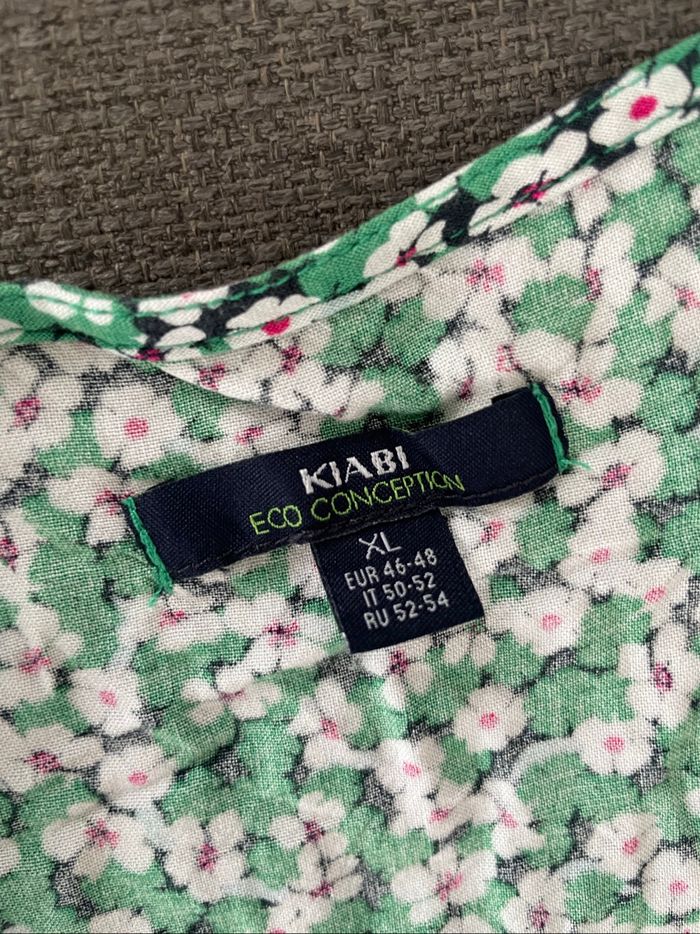 KIABI
ECO CONCEPTION
XL
EUR 46-48
IT 50-52
RU 52-54